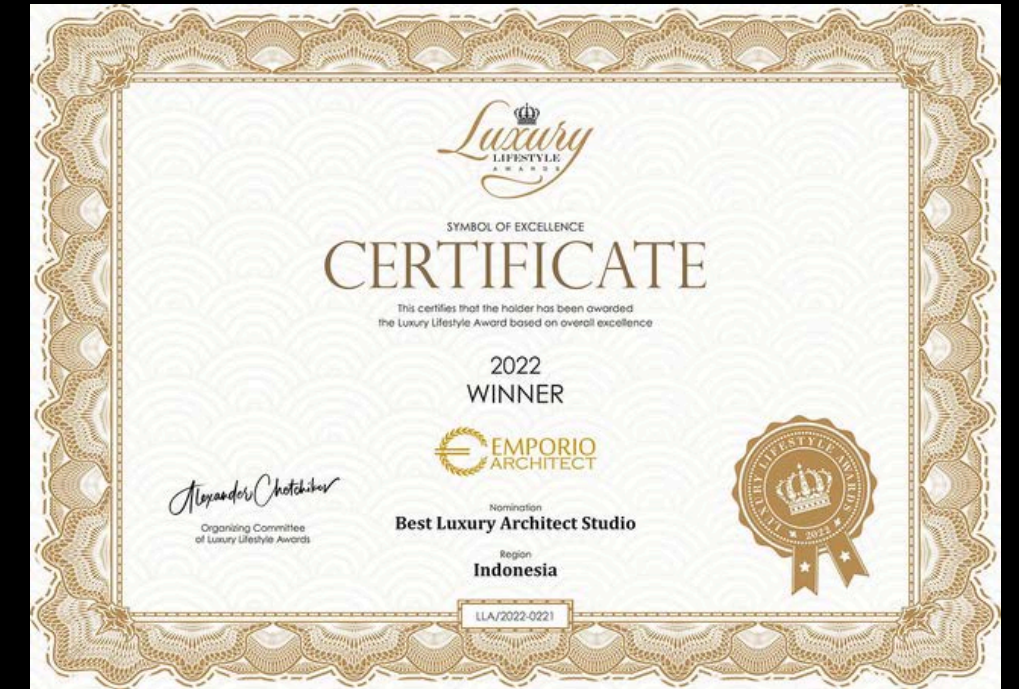 Luxury
LIFESTYLE
AWARDS
SYMBOL OF EXCELLENCE
CERTIFICATE
This certifies that the holder has been awarded
the Luxury Lifestyle Award based on overall excellence
2022
WINNER
EMPORIO
ARCHITECT
Alexander Chetchikov
Organizing Committee
of Luxury Lifestyle Awards
Nomination
Best Luxury Architect Studio
Region
Indonesia
LUXURY LIFESTYLE AWARDS
2022
LLA/2022-0221